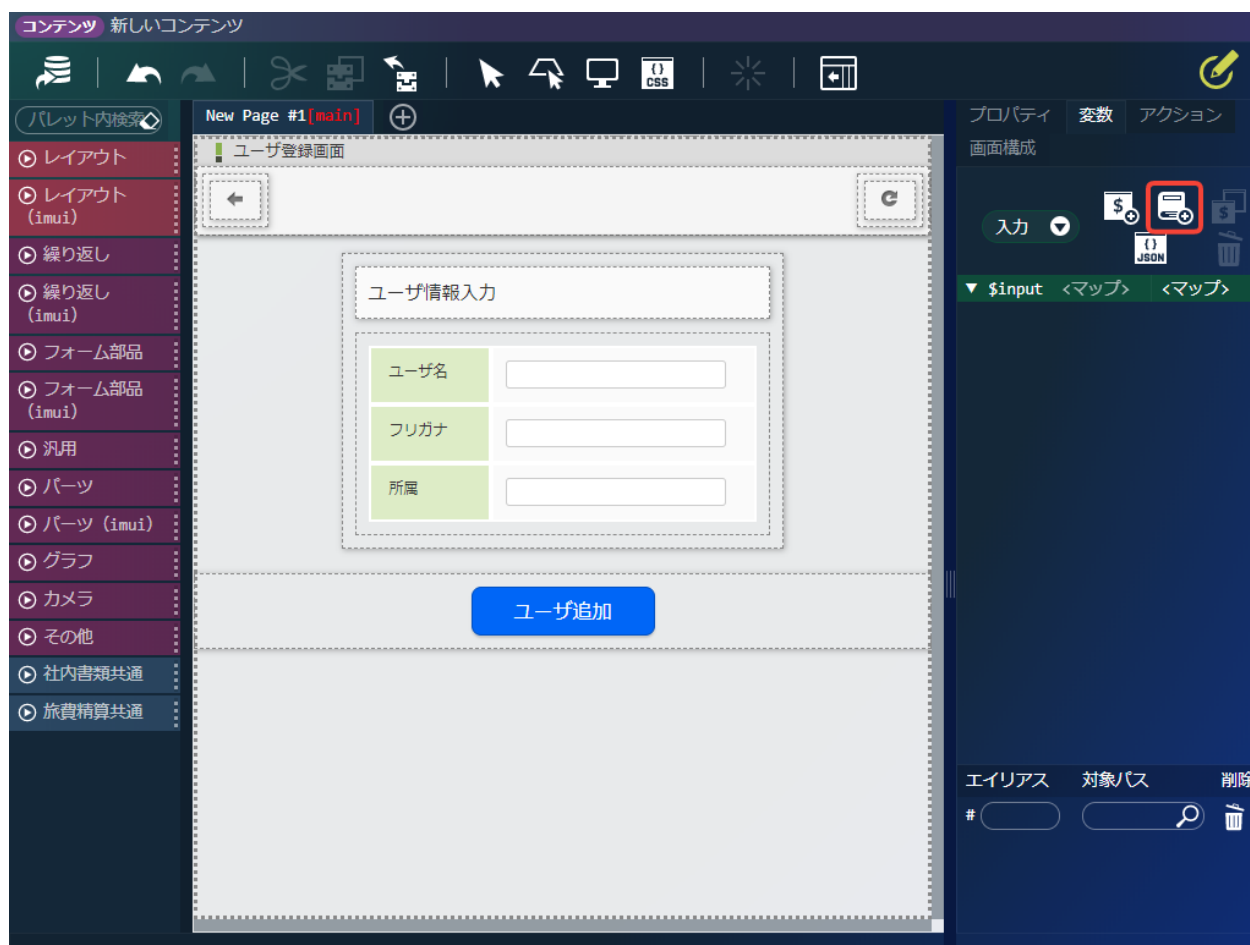 コンテンツ 新しいコンテンツ
{} CSS
パレット内検索
New Page #1[main]
プロパティ 変数 アクション
画面構成
レイアウト
レイアウト
(imui)
繰り返し
繰り返し
(imui)
フォーム部品
フォーム部品
(imui)
汎用
パーツ
パーツ (imui)
グラフ
カメラ
その他
社内書類共通
旅費精算共通
ユーザ登録画面
ユーザ情報入力
ユーザ名
フリガナ
所属
ユーザ追加
入力
$
$
{} JSON
$input <マップ> <マップ>
エイリアス 対象パス 削除
#